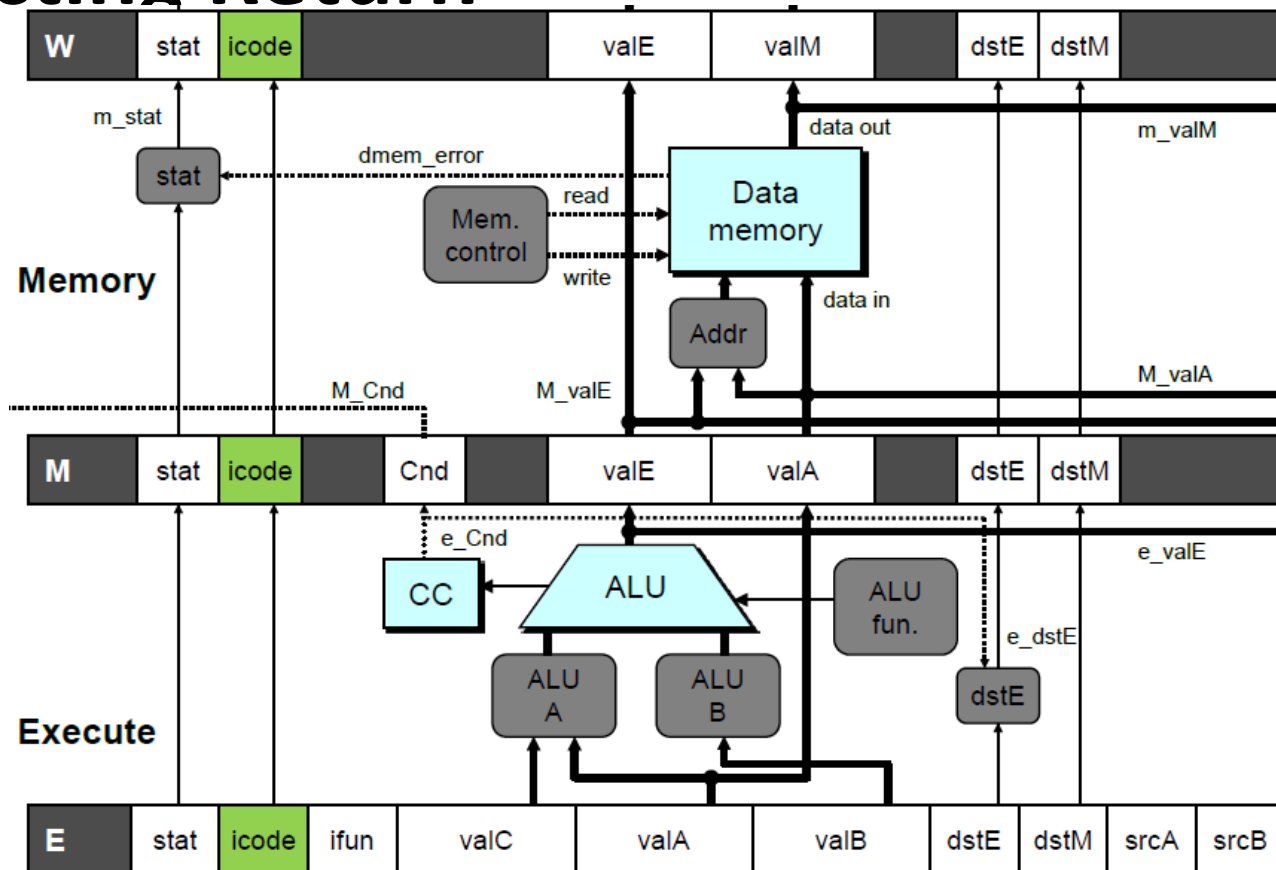 eting Return
W stat icode valE valM dstE dstM
m_stat
data out
m_valM
dmem_error
stat
read
Data
memory
Mem.
control
write
Memory
data in
Addr
M_Cnd
M_valE
M_valA
M stat icode Cnd valE valA dstE dstM
e_Cnd
e_valE
CC
ALU
ALU
fun.
e_dstE
ALU
A
ALU
B
dstE
Execute
E stat icode ifun valC valA valB dstE dstM srcA srcB